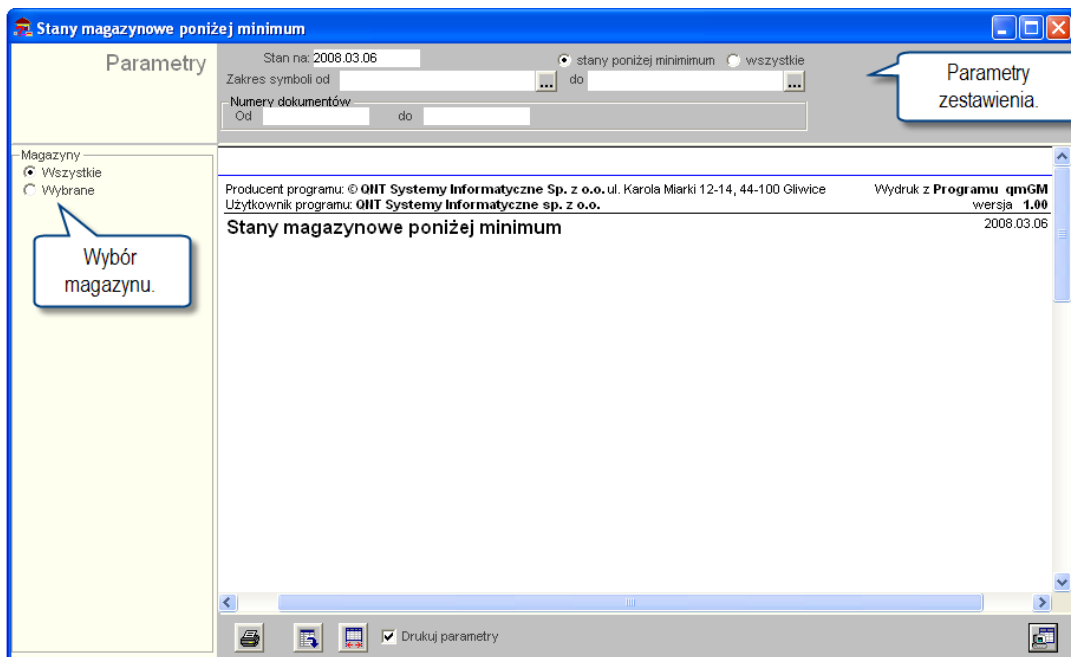 Stany magazynowe poniżej minimum
Parametry
Stan na: 2008.03.06
stany poniżej minimimum
wszystkie
Zakres symboli od
...
do
...
Numery dokumentów
Od
do
Parametry
zestawienia.
Magazyny
Wszystkie
Wybrane
Wybór
magazynu.
Producent programu: © QNT Systemy Informatyczne Sp. z o.o. ul. Karola Miarki 12-14, 44-100 Gliwice
Wydruk z Programu qmGM
Użytkownik programu: QNT Systemy Informatyczne sp. z o.o.
wersja 1.00
Stany magazynowe poniżej minimum
2008.03.06
Drukuj parametry